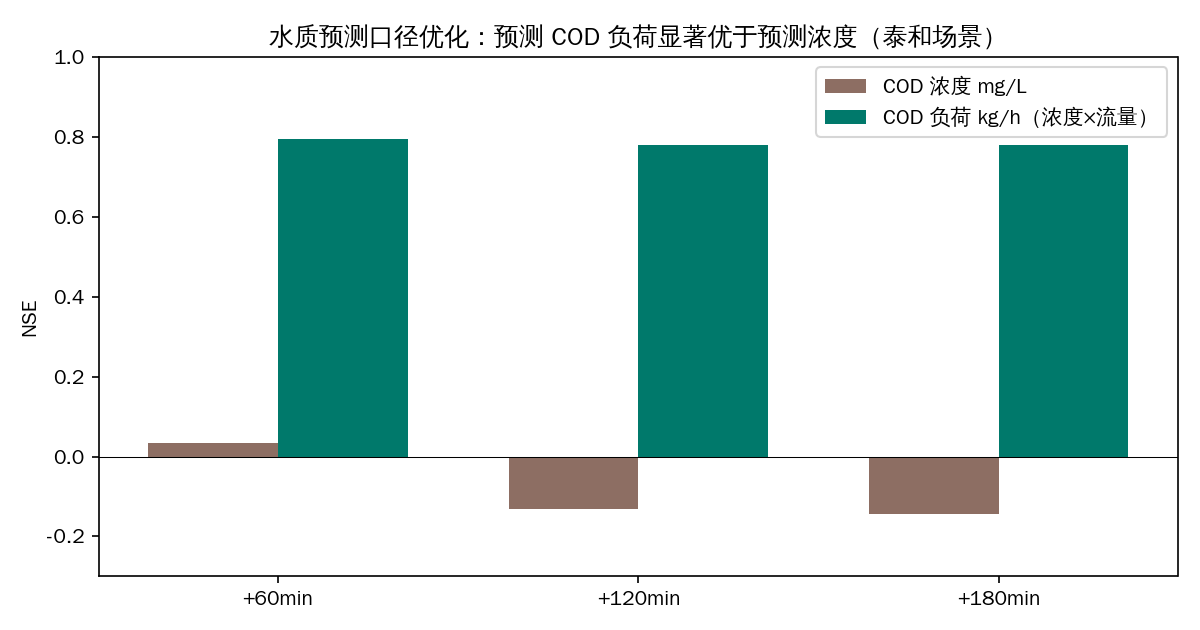 水质预测口径优化：预测 COD 负荷显著优于预测浓度（泰和场景）
COD 浓度 mg/L
COD 负荷 kg/h（浓度×流量）
NSE
1.0
0.8
0.6
0.4
0.2
0.0
-0.2
+60min
+120min
+180min